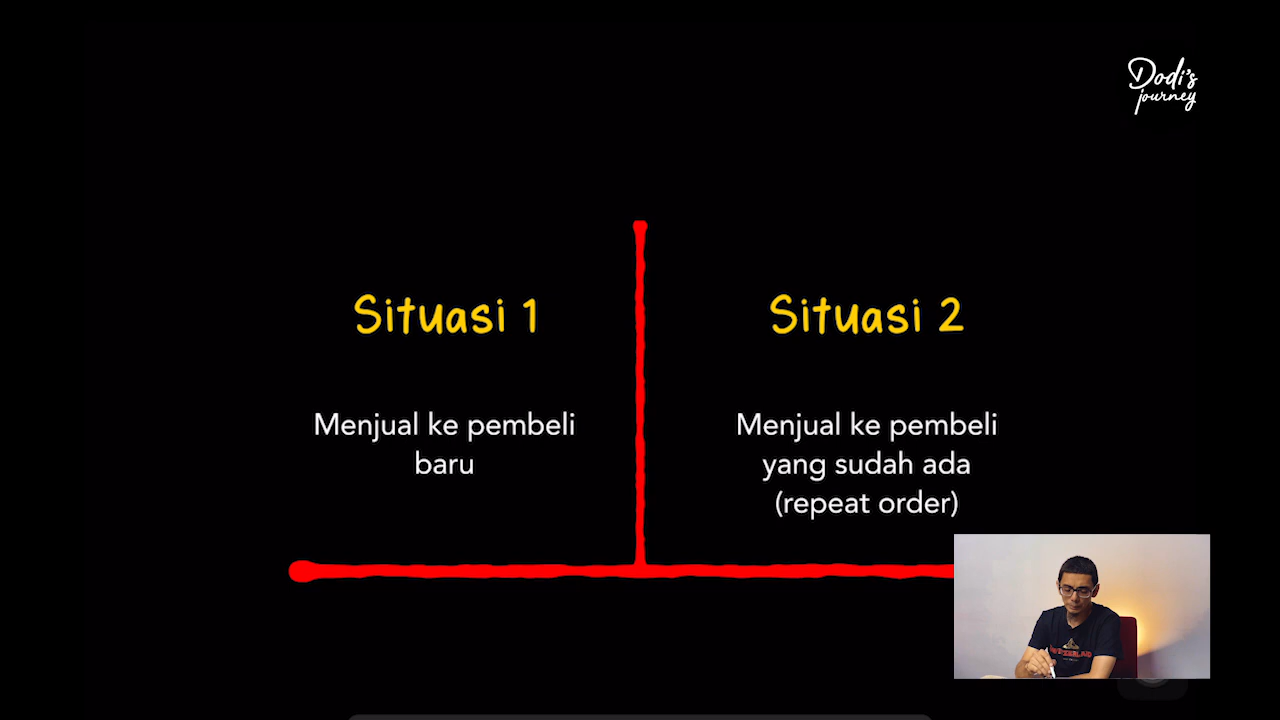 Dodi's
journey
Situasi 1
Situasi 2
Menjual ke pembeli
baru
Menjual ke pembeli
yang sudah ada
(repeat order)